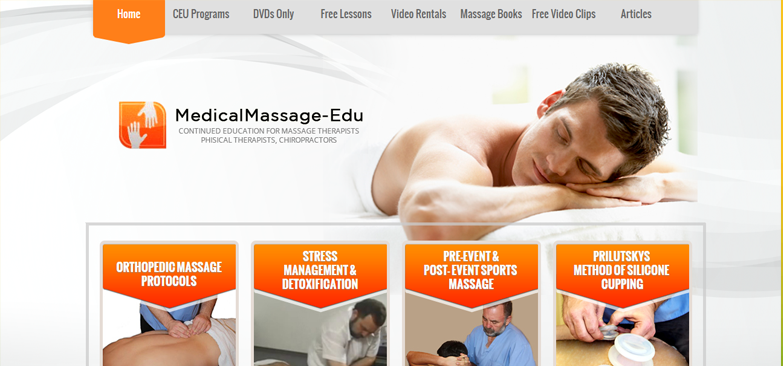 Home CEU Programs DVDs Only Free Lessons Video Rentals Massage Books Free Video Clips Articles
MedicalMassage-Edu
CONTINUED EDUCATION FOR MASSAGE THERAPISTS
PHISICAL THERAPISTS, CHIROPRACTORS
ORTHOPEDIC MASSAGE
PROTOCOLS
STRESS
MANAGEMENT &
DETOXIFICATION
PRE-EVENT &
POST- EVENT SPORTS
MASSAGE
PRILUTSKYS
METHOD OF SILICONE
CUPPING